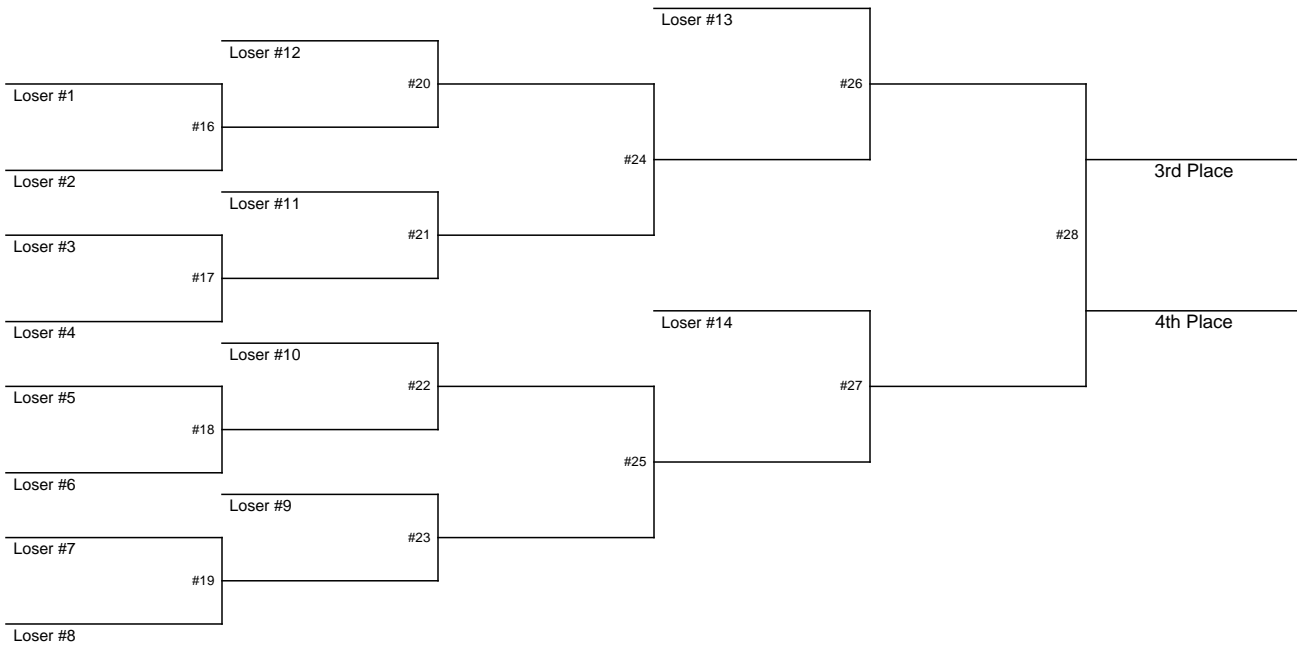 Loser #13
Loser #12
#20
#26
Loser #1
#16
#24
3rd Place
Loser #2
Loser #11
#21
#28
Loser #3
#17
Loser #4
Loser #14
4th Place
Loser #10
#22
#27
Loser #5
#18
#25
Loser #6
Loser #9
#23
Loser #7
#19
Loser #8